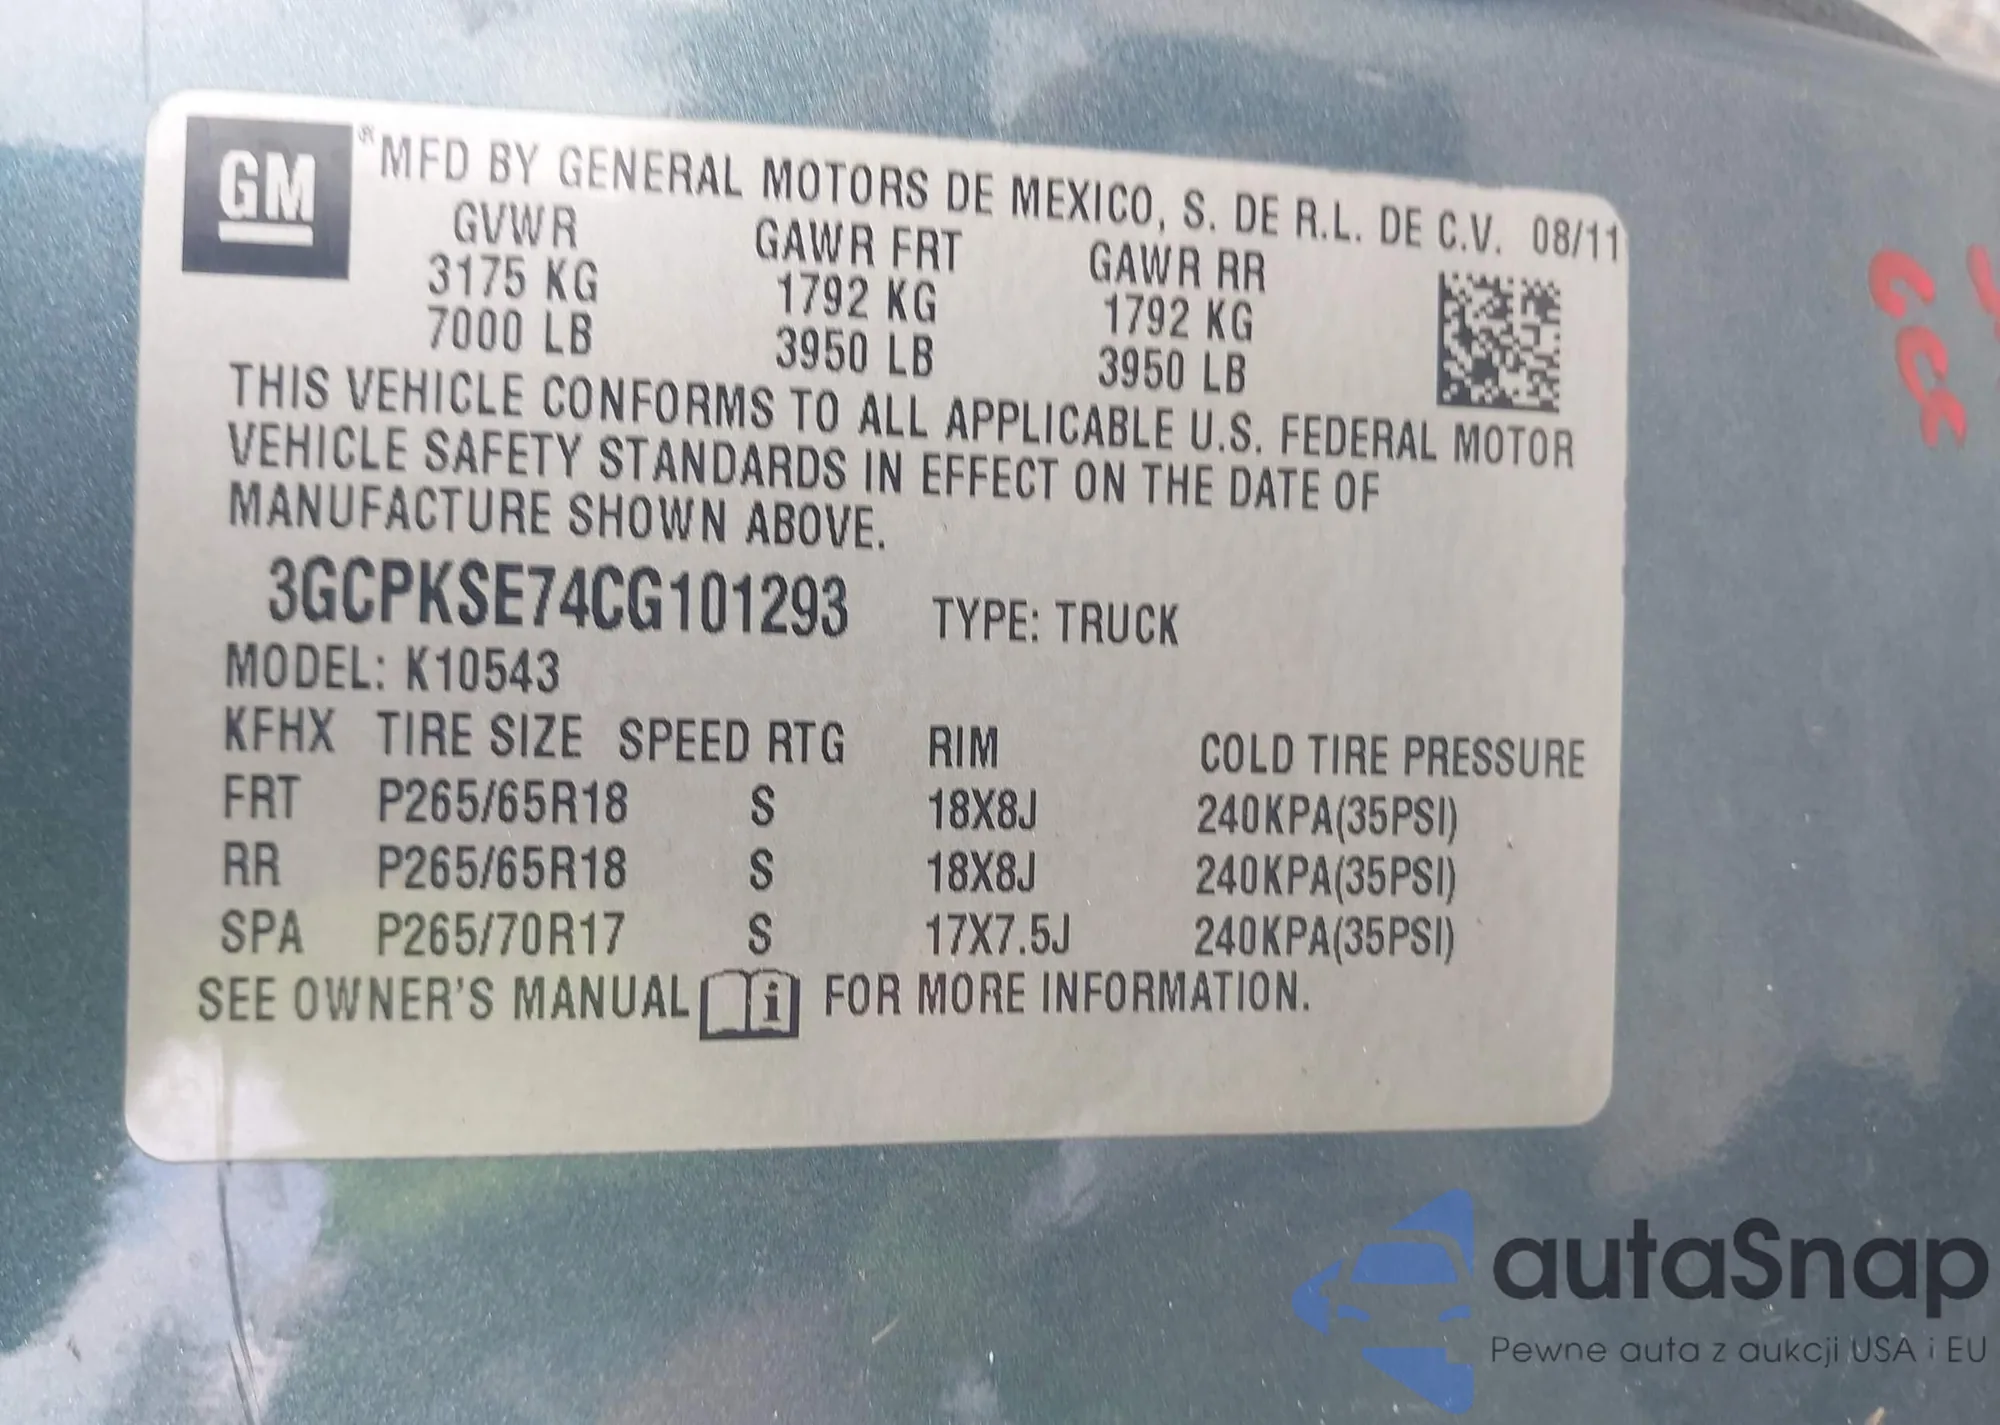 GM ® MFD BY GENERAL MOTORS DE MEXICO, S. DE R.L. DE C.V. 08/11
GVWR GAWR FRT GAWR RR
3175 KG 1792 KG 1792 KG
7000 LB 3950 LB 3950 LB
THIS VEHICLE CONFORMS TO ALL APPLICABLE U.S. FEDERAL MOTOR
VEHICLE SAFETY STANDARDS IN EFFECT ON THE DATE OF
MANUFACTURE SHOWN ABOVE.
3GCPKSE74CG101293 TYPE: TRUCK
MODEL: K10543
KFHX TIRE SIZE SPEED RTG RIM COLD TIRE PRESSURE
FRT P265/65R18 S 18X8J 240KPA(35PSI)
RR P265/65R18 S 18X8J 240KPA(35PSI)
SPA P265/70R17 S 17X7.5J 240KPA(35PSI)
SEE OWNER'S MANUAL i FOR MORE INFORMATION.
autaSnap
Pewne auta z aukcji USA i EU